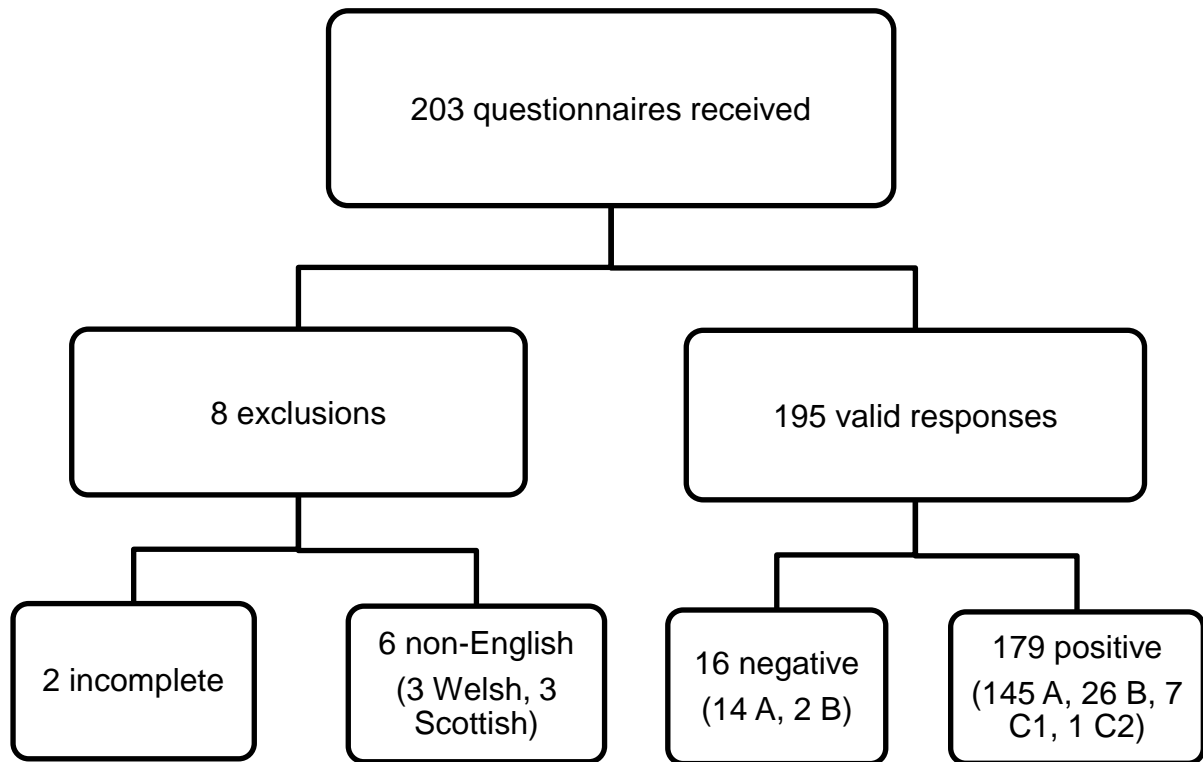 203 questionnaires received
8 exclusions
195 valid responses
2 incomplete
6 non-English
(3 Welsh, 3
Scottish)
16 negative
(14 A, 2 B)
179 positive
(145 A, 26 B, 7
C1, 1 C2)